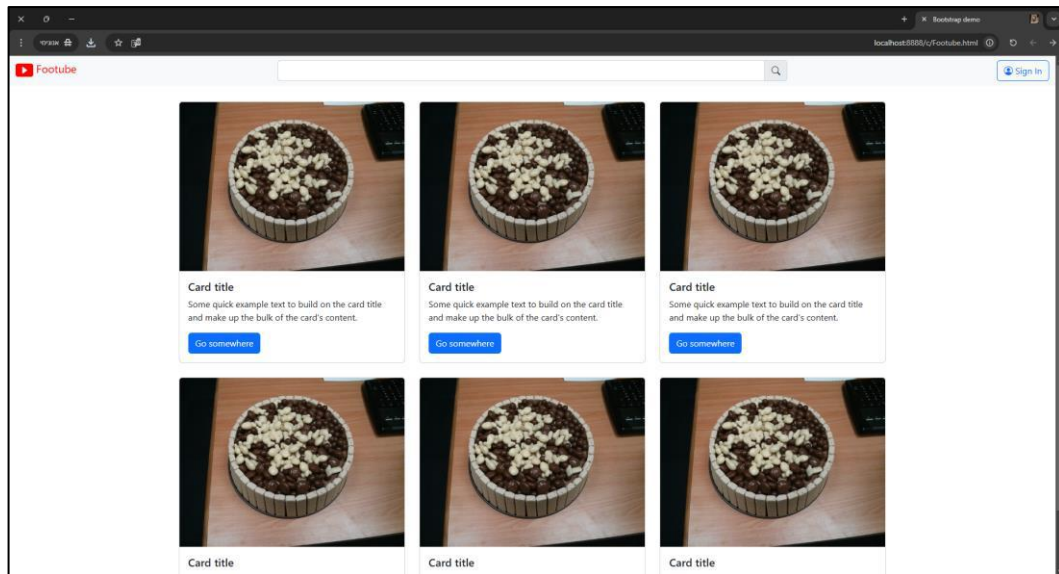 Bootstrap demo
אנונימי
localhost:8888/c/Footube.html
Footube
Sign In
Card title
Some quick example text to build on the card title
and make up the bulk of the card's content.
Go somewhere
Card title
Some quick example text to build on the card title
and make up the bulk of the card's content.
Go somewhere
Card title
Some quick example text to build on the card title
and make up the bulk of the card's content.
Go somewhere
Card title
Card title
Card title